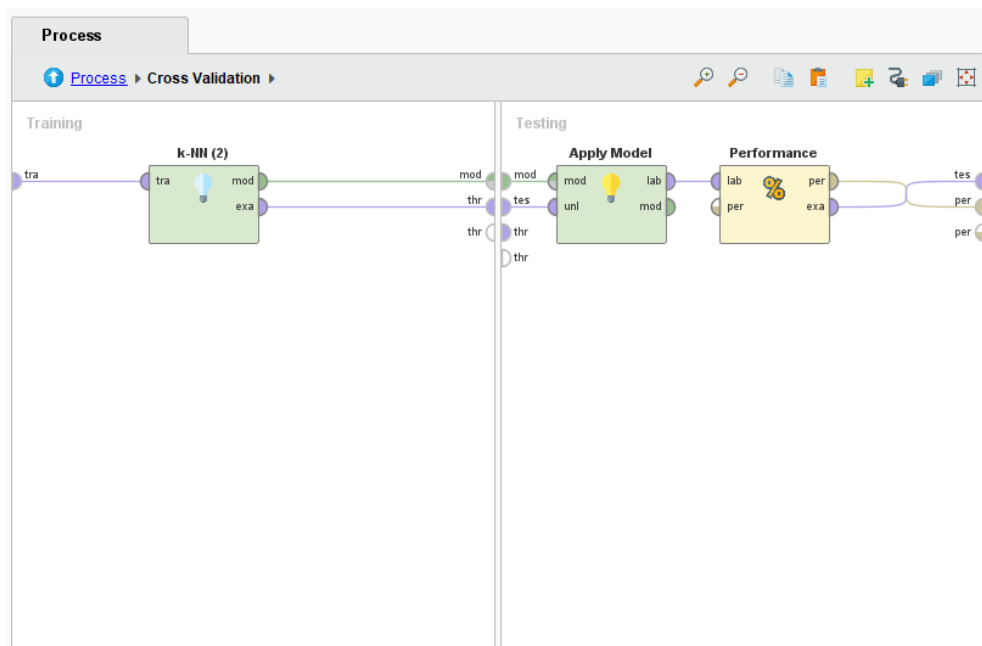 Process
Process Cross Validation
Training
Testing
k-NN (2)
Apply Model
Performance
tra
tra
mod
mod
mod
mod
lab
lab
per
tes
exa
thr
tes
unl
mod
per
exa
per
thr
thr
per
thr